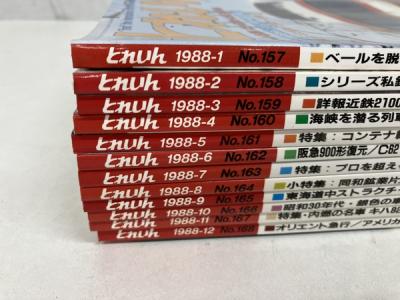 とれいん 1988-1 No.157 ■ベールを脱
とれいん 1988-2 No.158 ■シリーズ私鉄
とれいん 1988-3 No.159 ■詳報近鉄2100
とれいん 1988-4 No.160 ■海峡を潜る列車
とれいん 1988-5 No.161 ■特集：コンテナ
とれいん 1988-6 No.162 ■阪急900形復元／C62
とれいん 1988-7 No.163 ■特集：プロを超え
とれいん 1988-8 No.164 ■小特集：同和鉱業片
とれいん 1988-9 No.165 ■東海道中ストラクチ
とれいん 1988-10 No.166 ■昭和30年代・銀色の
とれいん 1988-11 No.167 ■特集・内燃の名車 キハ8
とれいん 1988-12 No.168 ■オリエント急行／アメリカ